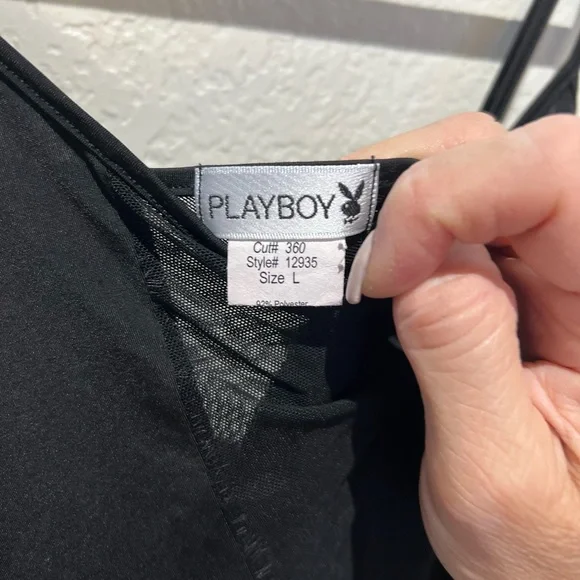 PLAYBOY
Cut# 360
Style# 12935
Size L
92% Polyester